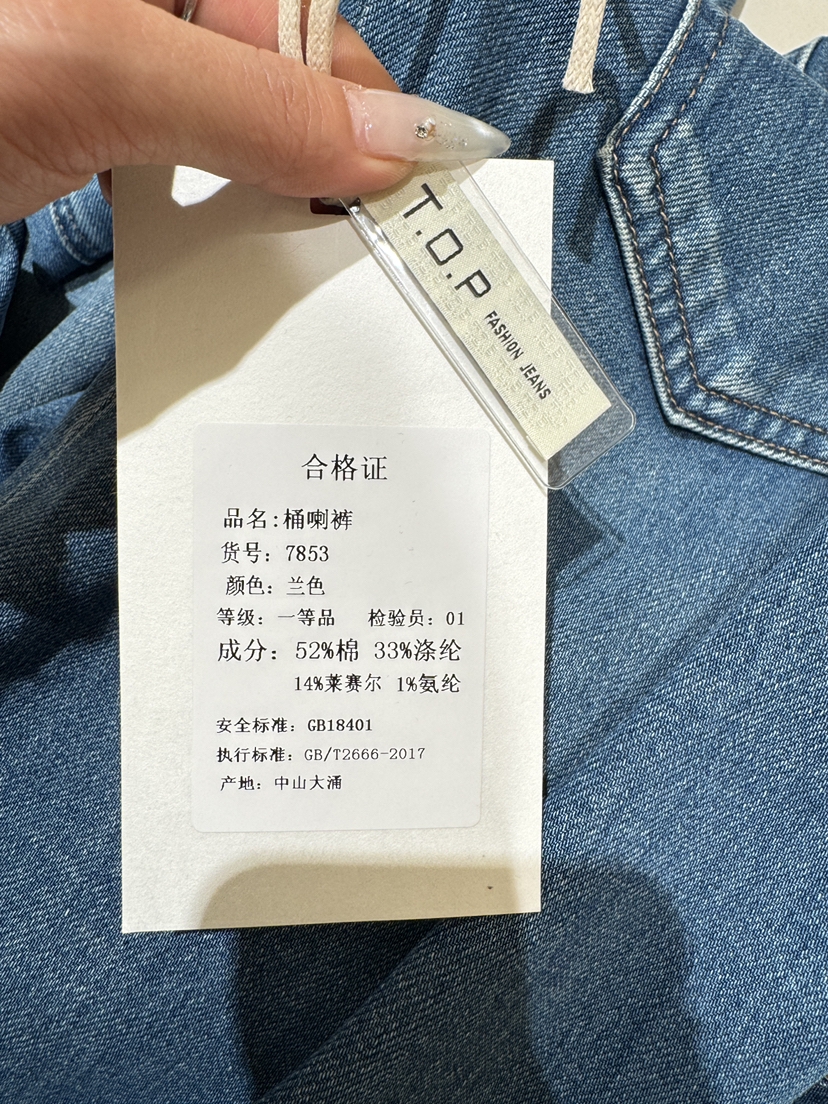 T.O.P
FASHION JEANS
合格证
品名:桶喇裤
货号: 7853
颜色: 兰色
等级: 一等品 检验员: 01
成分: 52%棉 33%涤纶
14%莱赛尔 1%氨纶
安全标准: GB18401
执行标准: GB/T2666-2017
产地: 中山大涌